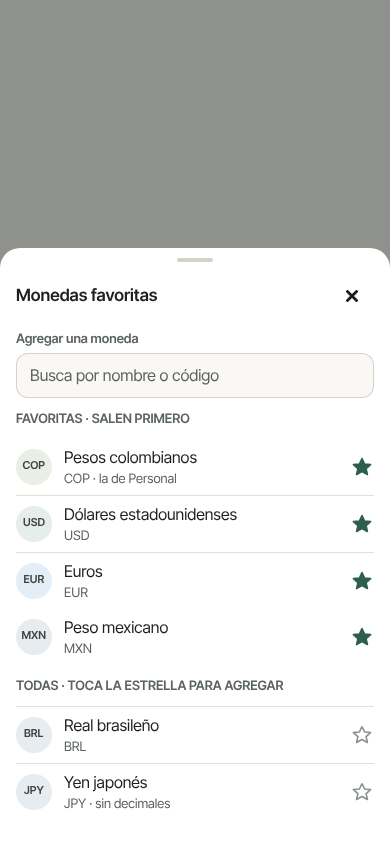 Monedas favoritas
Agregar una moneda
Busca por nombre o código
FAVORITAS · SALEN PRIMERO
COP
Pesos colombianos
COP · la de Personal
USD
Dólares estadounidenses
USD
EUR
Euros
EUR
MXN
Peso mexicano
MXN
TODAS · TOCA LA ESTRELLA PARA AGREGAR
BRL
Real brasileño
BRL
JPY
Yen japonés
JPY · sin decimales